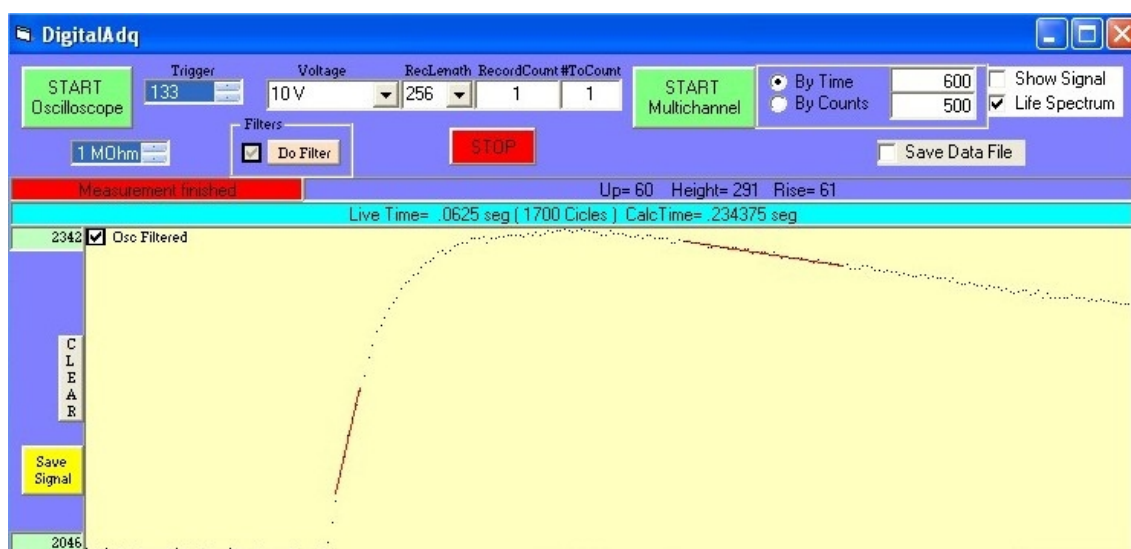 DigitalAdq
START Oscilloscope
Trigger
133
Voltage
10 V
RecLength RecordCount #ToCount
256 1 1
START Multichannel
By Time 600
By Counts 500
Show Signal
Life Spectrum
1 MOhm
Filters
Do Filter
STOP
Save Data File
Measurement finished
Up= 60 Height= 291 Rise= 61
Live Time= .0625 seg ( 1700 Cicles ) CalcTime= .234375 seg
2342
Osc Filtered
CLEAR
Save Signal
2046